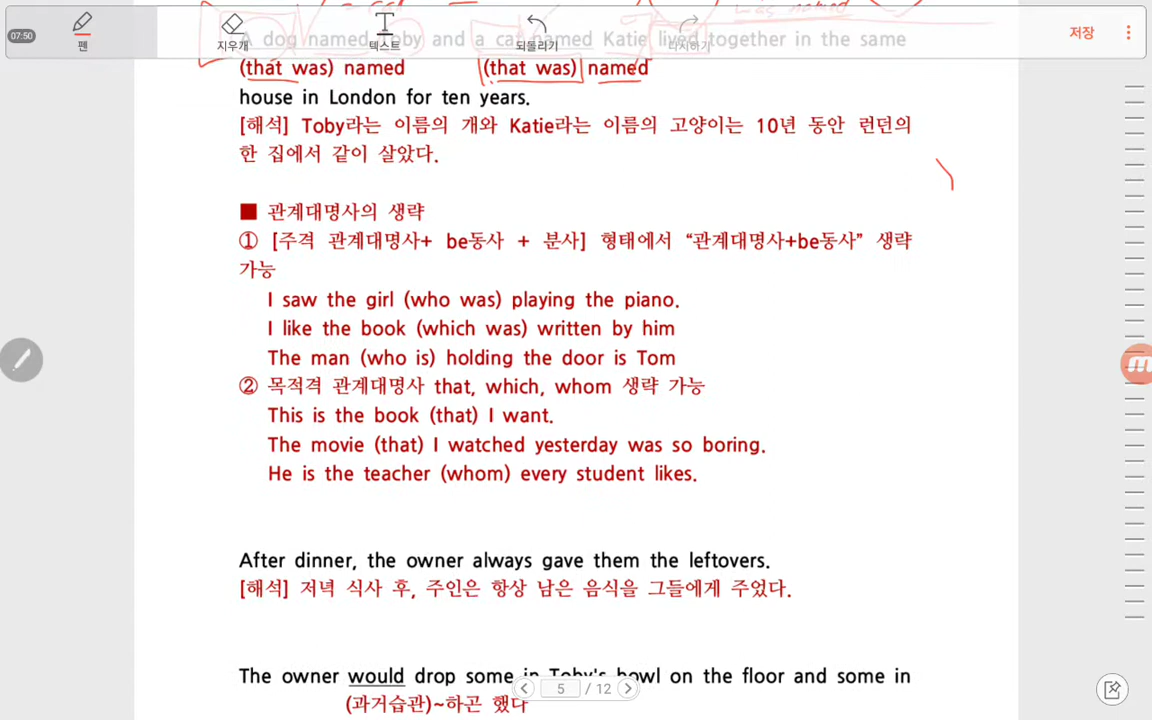 07:50
펜
지우개
텍스트
되돌리기
다시하기
저장
was named
A dog named Toby and a cat named Katie lived together in the same
(that was) named (that was) named
house in London for ten years.
[해석] Toby라는 이름의 개와 Katie라는 이름의 고양이는 10년 동안 런던의
한 집에서 같이 살았다.
■ 관계대명사의 생략
① [주격 관계대명사+ be동사 + 분사] 형태에서 “관계대명사+be동사” 생략
가능
I saw the girl (who was) playing the piano.
I like the book (which was) written by him
The man (who is) holding the door is Tom
② 목적격 관계대명사 that, which, whom 생략 가능
This is the book (that) I want.
The movie (that) I watched yesterday was so boring.
He is the teacher (whom) every student likes.
After dinner, the owner always gave them the leftovers.
[해석] 저녁 식사 후, 주인은 항상 남은 음식을 그들에게 주었다.
The owner would drop some in Toby's bowl on the floor and some in
5 / 12
(과거습관)~하곤 했다